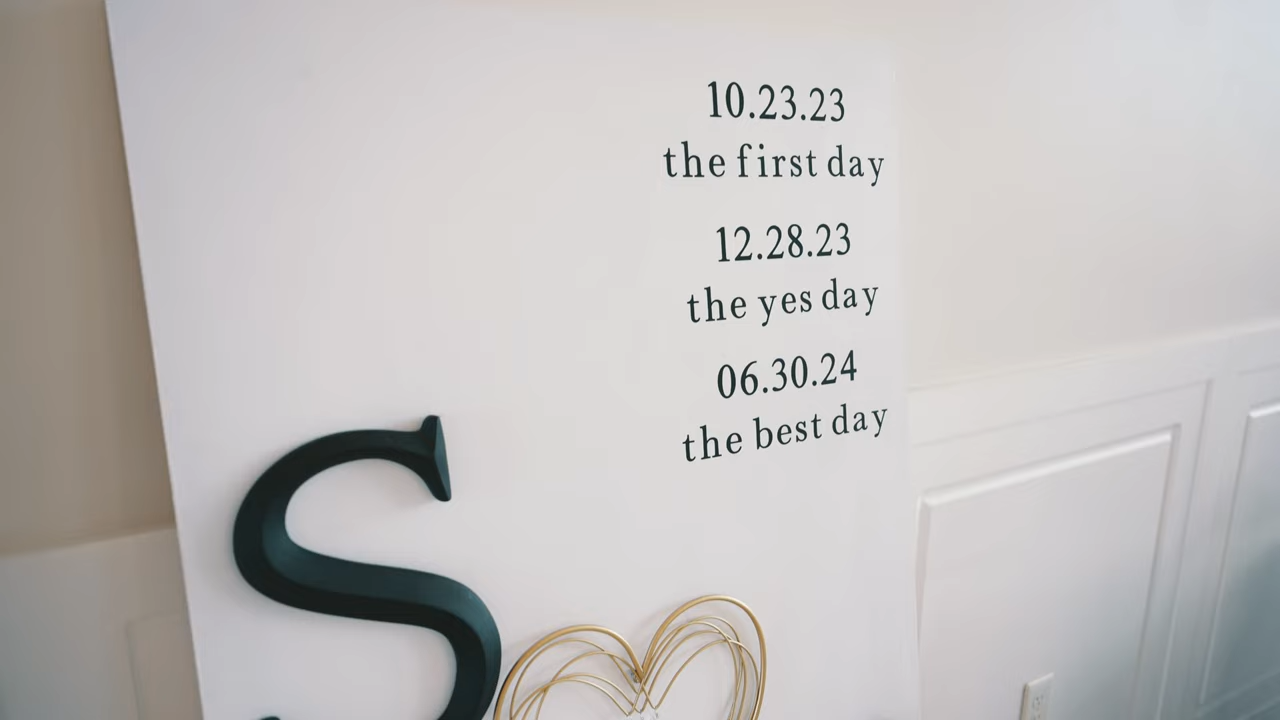 10.23.23
the first day
12.28.23
the yes day
06.30.24
the best day
S